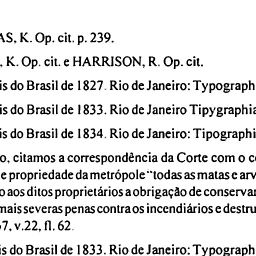 AS, K. Op. cit. p. 239.
, K. Op. cit. e HARRISON, R. Op. cit.
is do Brasil de 1827. Rio de Janeiro: Typograph
is do Brasil de 1833. Rio de Janeiro Tipygraphia
is do Brasil de 1834. Rio de Janeiro: Tipographi
o, citamos a correspondência da Corte com o c
e propriedade da metrópole "todas as matas e arv
o aos ditos proprietários a obrigação de conservar
mais severas penas contra os incendiários e destru
7, v.22, fl. 62.
is do Brasil de 1833. Rio de Janeiro: Typograph